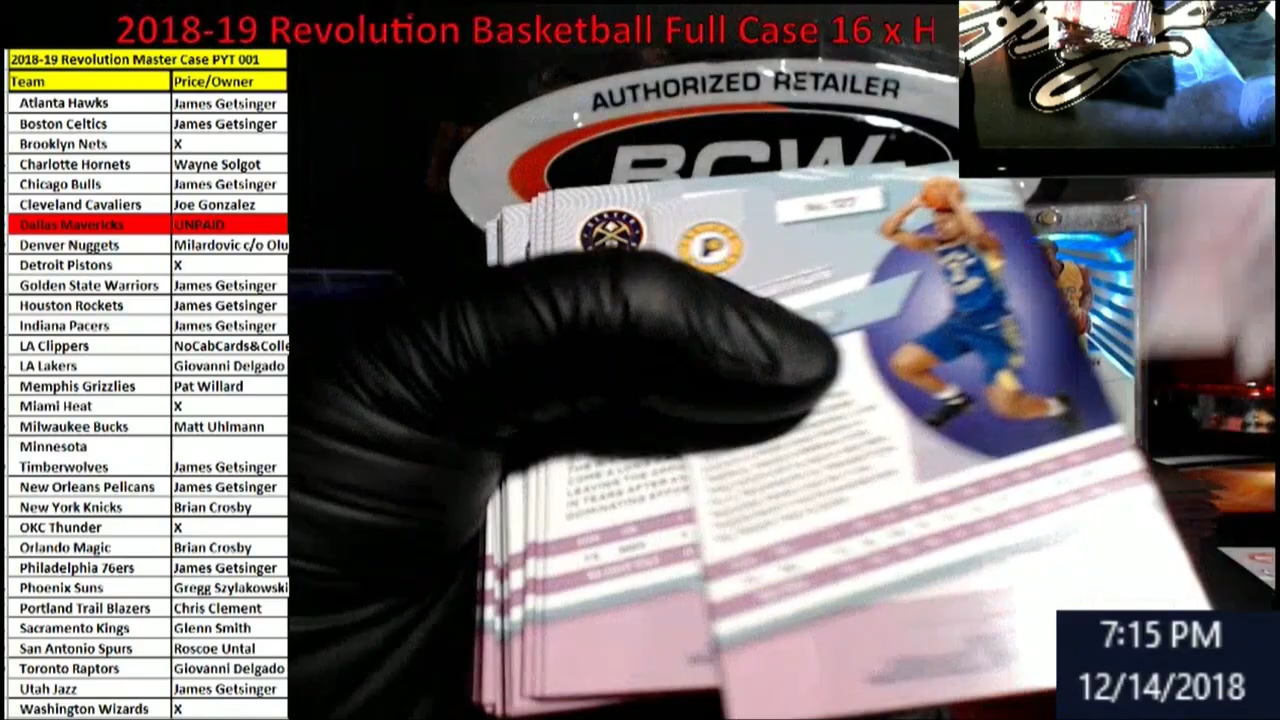 2018-19 Revolution Basketball Full Case 16 x H
2018-19 Revolution Master Case PYT 001
Team Price/Owner
Atlanta Hawks James Getsinger
Boston Celtics James Getsinger
Brooklyn Nets X
Charlotte Hornets Wayne Solgot
Chicago Bulls James Getsinger
Cleveland Cavaliers Joe Gonzalez
Dallas Mavericks UNPAID
Denver Nuggets Milardovic c/o Olu
Detroit Pistons X
Golden State Warriors James Getsinger
Houston Rockets James Getsinger
Indiana Pacers James Getsinger
LA Clippers NoCabCards&Colle
LA Lakers Giovanni Delgado
Memphis Grizzlies Pat Willard
Miami Heat X
Milwaukee Bucks Matt Uhlmann
Minnesota
Timberwolves James Getsinger
New Orleans Pelicans James Getsinger
New York Knicks Brian Crosby
OKC Thunder X
Orlando Magic Brian Crosby
Philadelphia 76ers James Getsinger
Phoenix Suns Gregg Szylakowski
Portland Trail Blazers Chris Clement
Sacramento Kings Glenn Smith
San Antonio Spurs Roscoe Untal
Toronto Raptors Giovanni Delgado
Utah Jazz James Getsinger
Washington Wizards X
AUTHORIZED RETAILER
BCW
7:15 PM
12/14/2018